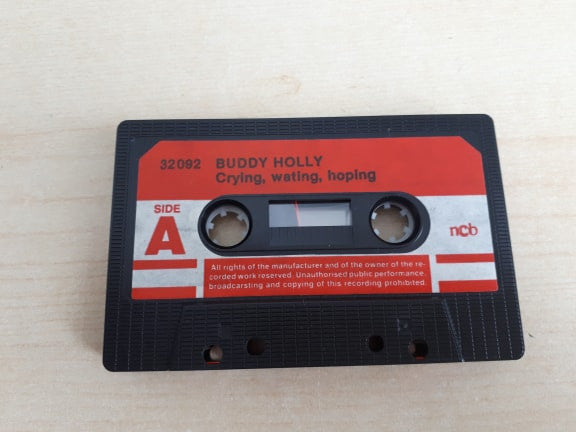 32092 BUDDY HOLLY
Crying, wating, hoping
SIDE
A
ncb
All rights of the manufacturer and of the owner of the re-
corded work reserved. Unauthorised public performance,
broadcarsting and copying of this recording prohibited.